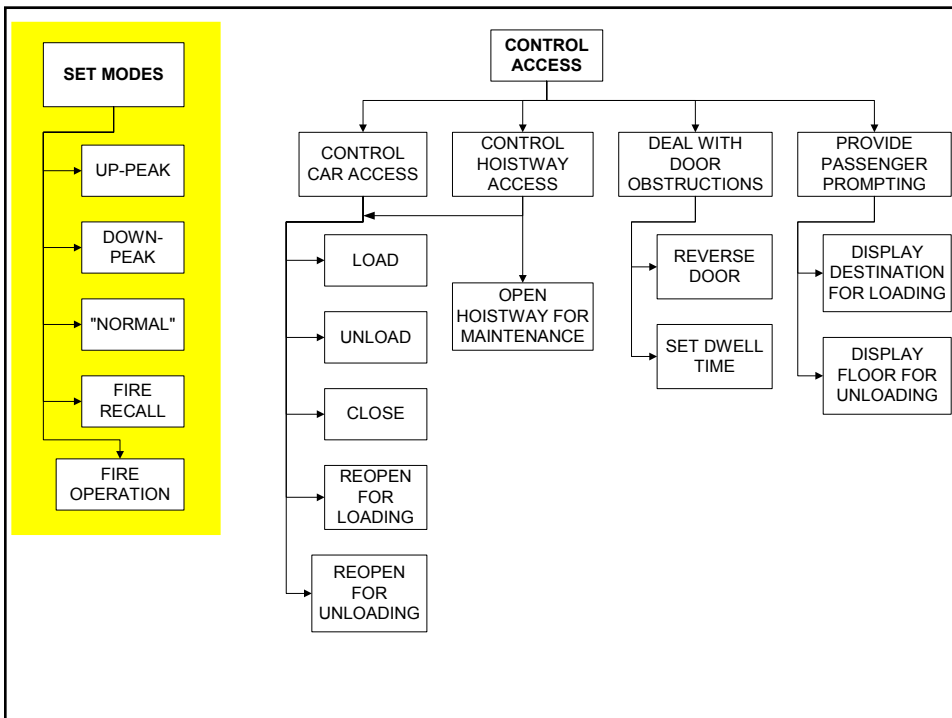 SET MODES
UP-PEAK
DOWN-
PEAK
"NORMAL"
FIRE
RECALL
FIRE
OPERATION
CONTROL
ACCESS
CONTROL
CAR ACCESS
LOAD
UNLOAD
CLOSE
REOPEN
FOR
LOADING
REOPEN
FOR
UNLOADING
CONTROL
HOISTWAY
ACCESS
OPEN
HOISTWAY FOR
MAINTENANCE
DEAL WITH
DOOR
OBSTRUCTIONS
REVERSE
DOOR
SET DWELL
TIME
PROVIDE
PASSENGER
PROMPTING
DISPLAY
DESTINATION
FOR LOADING
DISPLAY
FLOOR FOR
UNLOADING